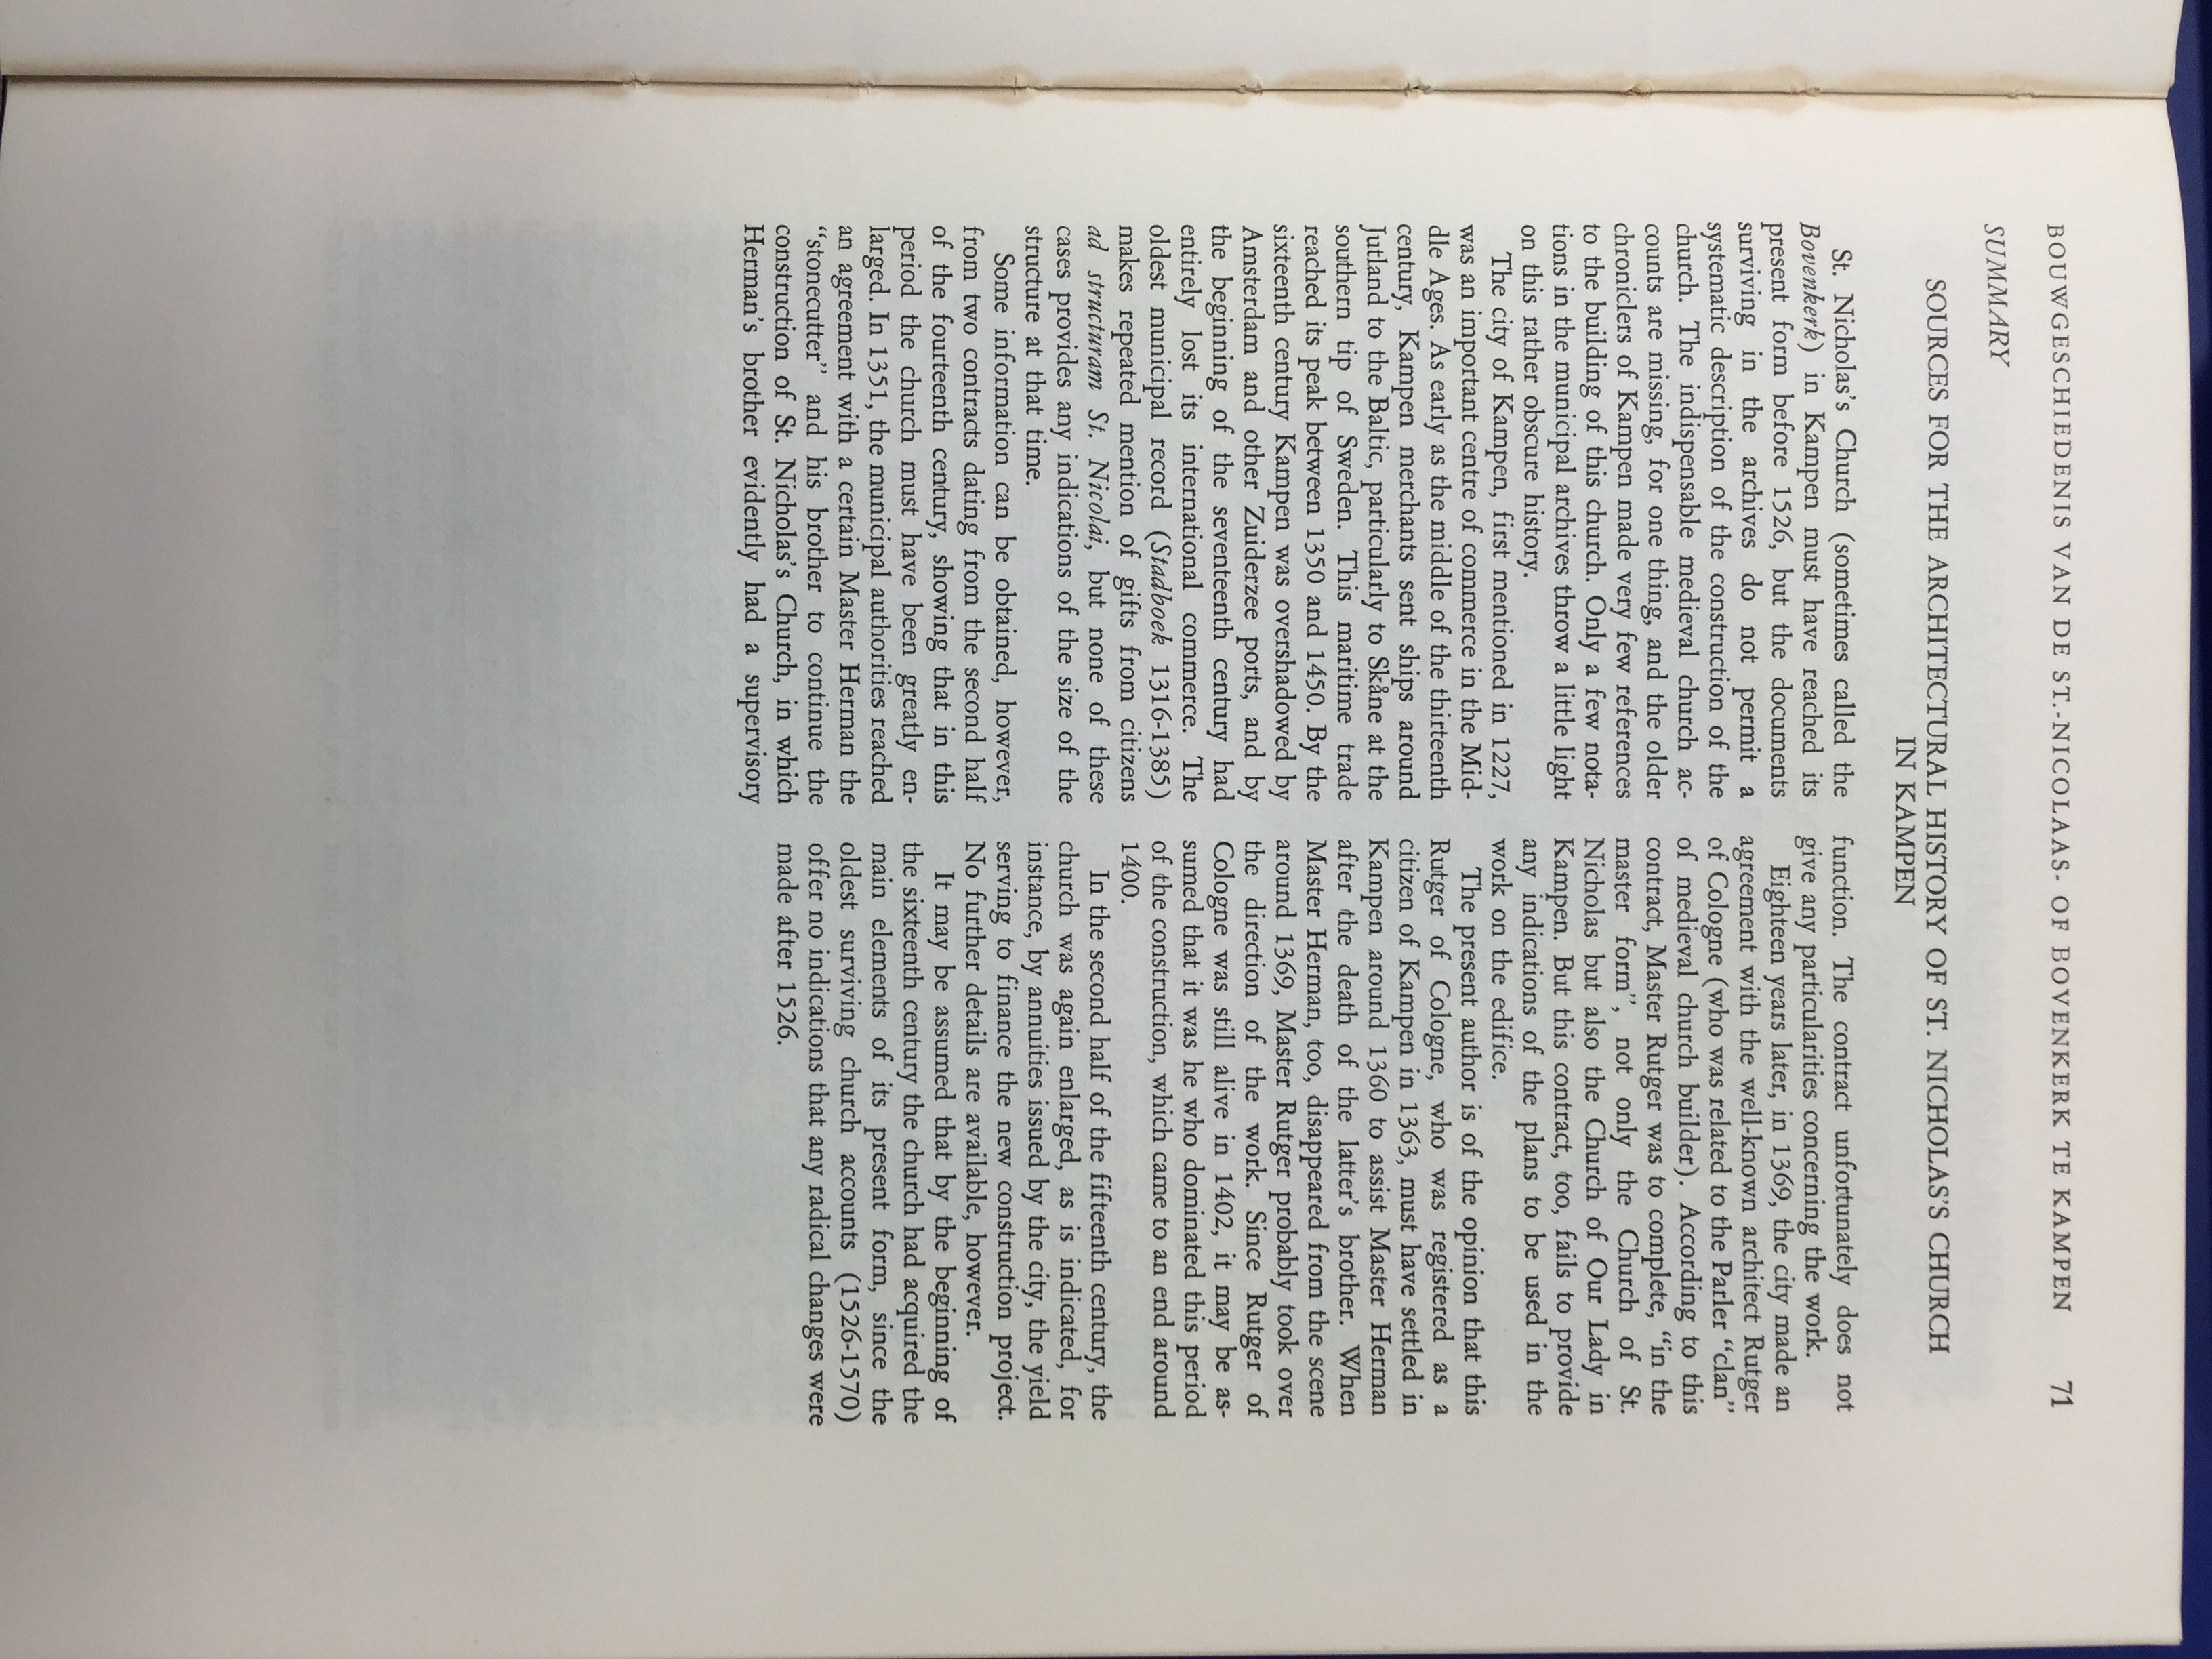 BOUWGESCHIEDENIS VAN DE ST.-NICOLAAS- OF BOVENKERK TE KAMPEN 71
SUMMARY
SOURCES FOR THE ARCHITECTURAL HISTORY OF ST. NICHOLAS'S CHURCH
IN KAMPEN
St. Nicholas's Church (sometimes called the
Bovenkerk) in Kampen must have reached its
present form before 1526, but the documents
surviving in the archives do not permit a
systematic description of the construction of the
church. The indispensable medieval church ac-
counts are missing, for one thing, and the older
chroniclers of Kampen made very few references
to the building of this church. Only a few nota-
tions in the municipal archives throw a little light
on this rather obscure history.
The city of Kampen, first mentioned in 1227,
was an important centre of commerce in the Mid-
dle Ages. As early as the middle of the thirteenth
century, Kampen merchants sent ships around
Jutland to the Baltic, particularly to Skåne at the
southern tip of Sweden. This maritime trade
reached its peak between 1350 and 1450. By the
sixteenth century Kampen was overshadowed by
Amsterdam and other Zuiderzee ports, and by
the beginning of the seventeenth century had
entirely lost its international commerce. The
oldest municipal record (Stadboek 1316-1385)
makes repeated mention of gifts from citizens
ad structuram St. Nicolai, but none of these
cases provides any indications of the size of the
structure at that time.
Some information can be obtained, however,
from two contracts dating from the second half
of the fourteenth century, showing that in this
period the church must have been greatly en-
larged. In 1351, the municipal authorities reached
an agreement with a certain Master Herman the
“stonecutter” and his brother to continue the
construction of St. Nicholas's Church, in which
Herman's brother evidently had a supervisory
function. The contract unfortunately does not
give any particularities concerning the work.
Eighteen years later, in 1369, the city made an
agreement with the well-known architect Rutger
of Cologne (who was related to the Parler “clan”
of medieval church builder). According to this
contract, Master Rutger was to complete, “in the
master form”, not only the Church of St.
Nicholas but also the Church of Our Lady in
Kampen. But this contract, too, fails to provide
any indications of the plans to be used in the
work on the edifice.
The present author is of the opinion that this
Rutger of Cologne, who was registered as a
citizen of Kampen in 1363, must have settled in
Kampen around 1360 to assist Master Herman
after the death of the latter's brother. When
Master Herman, too, disappeared from the scene
around 1369, Master Rutger probably took over
the direction of the work. Since Rutger of
Cologne was still alive in 1402, it may be as-
sumed that it was he who dominated this period
of the construction, which came to an end around
1400.
In the second half of the fifteenth century, the
church was again enlarged, as is indicated, for
instance, by annuities issued by the city, the yield
serving to finance the new construction project.
No further details are available, however.
It may be assumed that by the beginning of
the sixteenth century the church had acquired the
main elements of its present form, since the
oldest surviving church accounts (1526-1570)
offer no indications that any radical changes were
made after 1526.